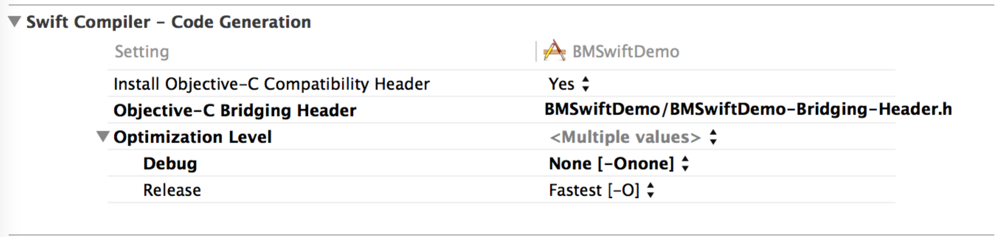 Swift Compiler – Code Generation
Setting BMSwiftDemo
Install Objective-C Compatibility Header Yes
Objective-C Bridging Header BMSwiftDemo/BMSwiftDemo-Bridging-Header.h
Optimization Level <Multiple values>
Debug None [-Onone]
Release Fastest [-O]